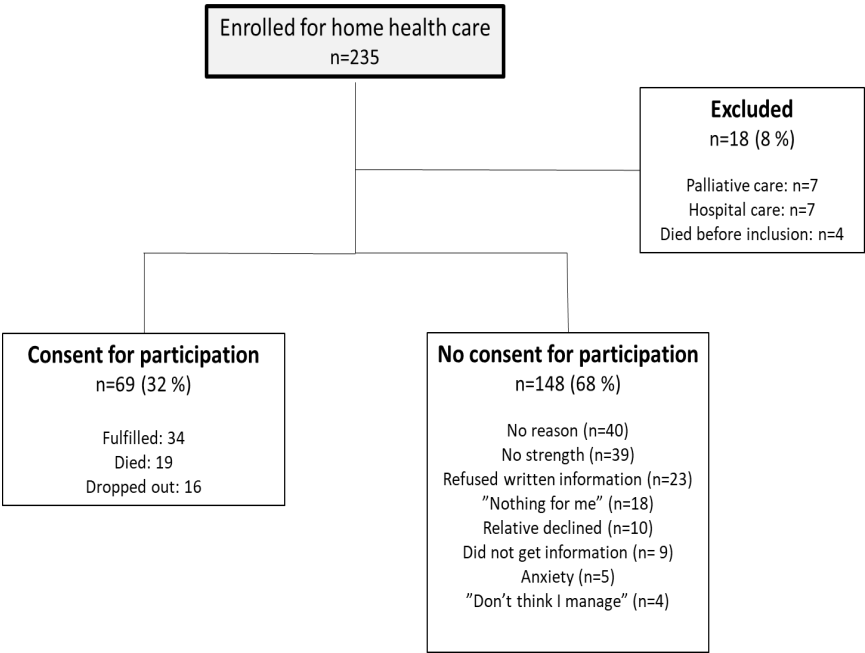 Enrolled for home health care
n=235
Excluded
n=18 (8 %)
Palliative care: n=7
Hospital care: n=7
Died before inclusion: n=4
Consent for participation
n=69 (32 %)
Fulfilled: 34
Died: 19
Dropped out: 16
No consent for participation
n=148 (68 %)
No reason (n=40)
No strength (n=39)
Refused written information (n=23)
”Nothing for me” (n=18)
Relative declined (n=10)
Did not get information (n= 9)
Anxiety (n=5)
”Don’t think I manage” (n=4)